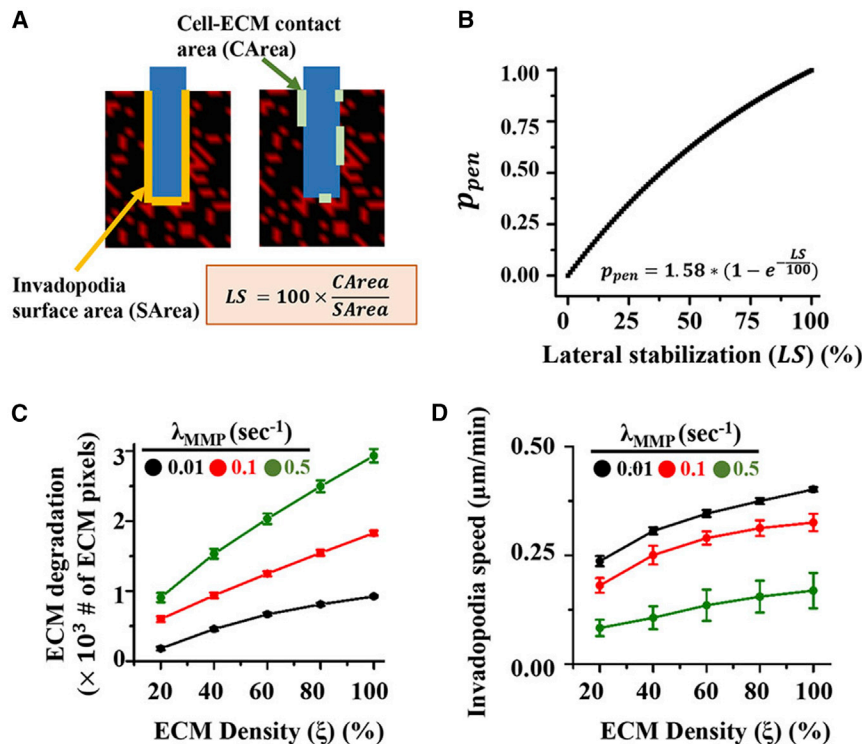 A
Cell-ECM contact
area (CArea)
Invadopodia
surface area (SArea)
LS = 100 × CArea/SArea
B
1.00
0.75
0.50
0.25
0.00
p_pen
p_pen = 1.58 * (1 − e^(−LS/100))
0 25 50 75 100
Lateral stabilization (LS) (%)
C
λ_MMP (sec⁻¹)
0.01 0.1 0.5
ECM degradation
(× 10³ # of ECM pixels)
3
2
1
0
20 40 60 80 100
ECM Density (ξ) (%)
D
λ_MMP (sec⁻¹)
0.01 0.1 0.5
Invadopodia speed (μm/min)
0.50
0.25
0.00
20 40 60 80 100
ECM Density (ξ) (%)